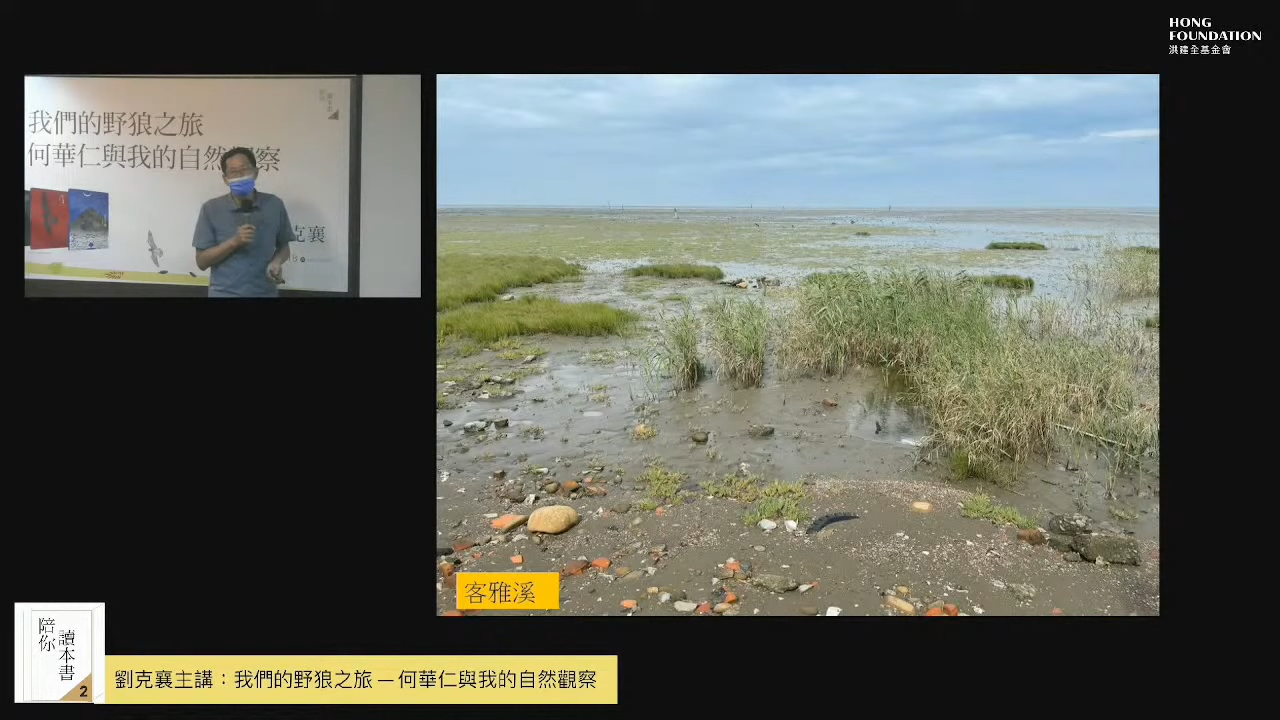 HONG
FOUNDATION
洪建全基金會
我們的野狼之旅
何華仁與我的自然觀察
克襄
客雅溪
陪你
讀本書
2
劉克襄主講：我們的野狼之旅 — 何華仁與我的自然觀察